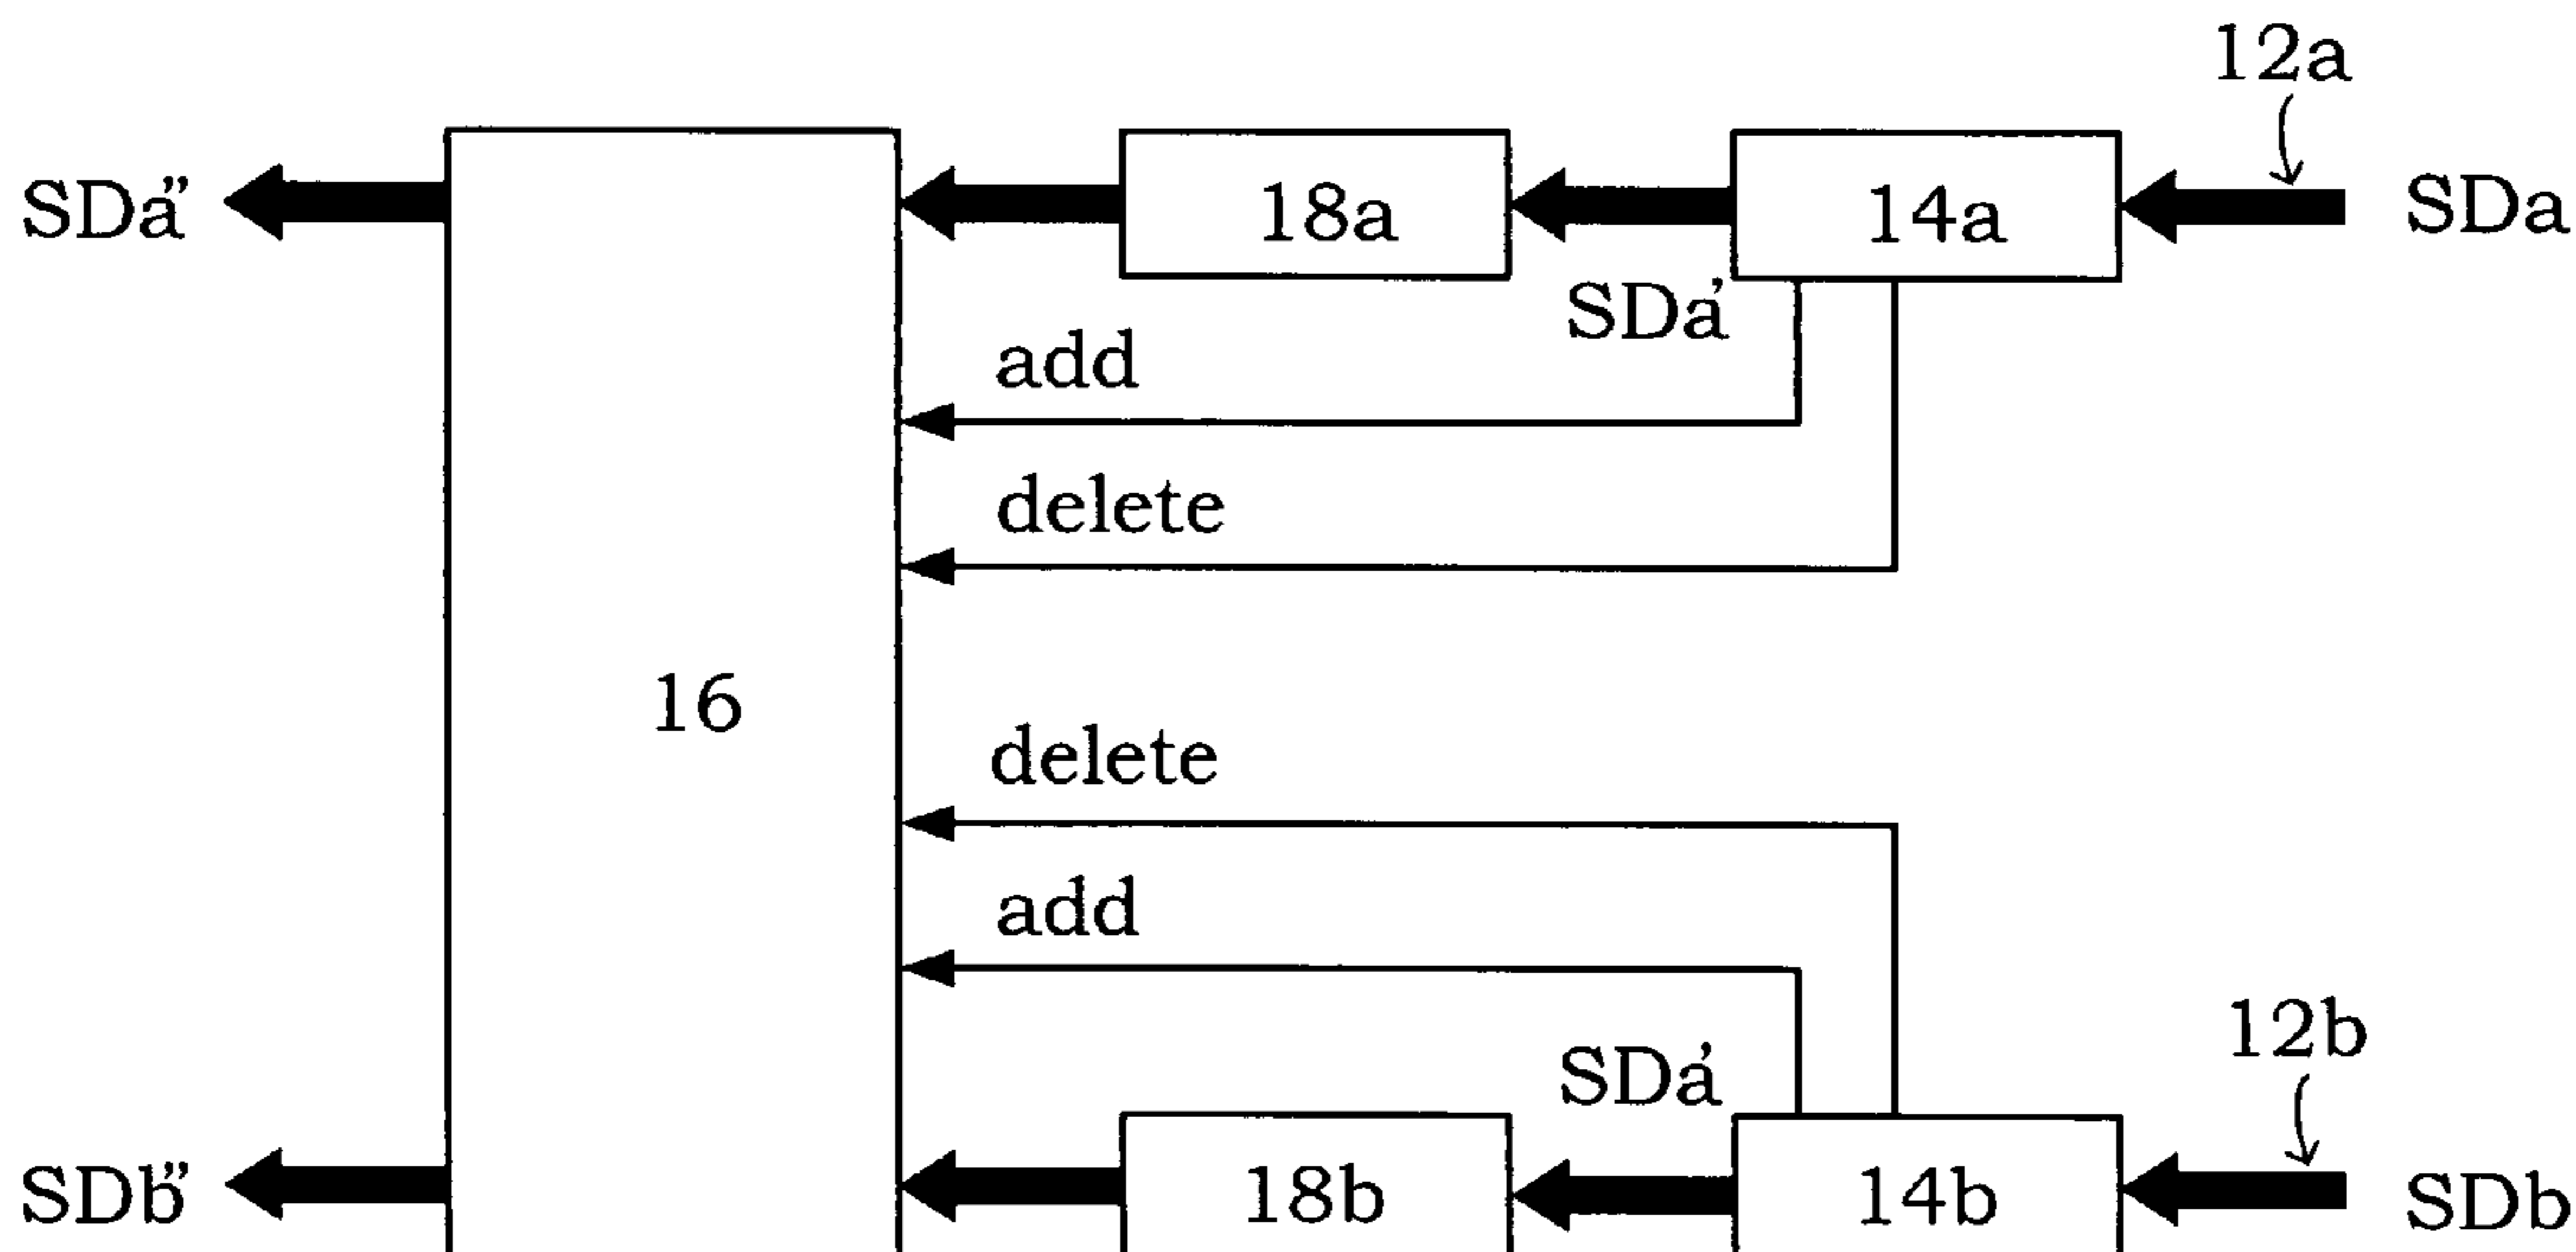 12a
SDa" 18a 14a SDa
SDa'
add
delete
16
delete
add
12b
SDa'
SDb" 18b 14b SDb